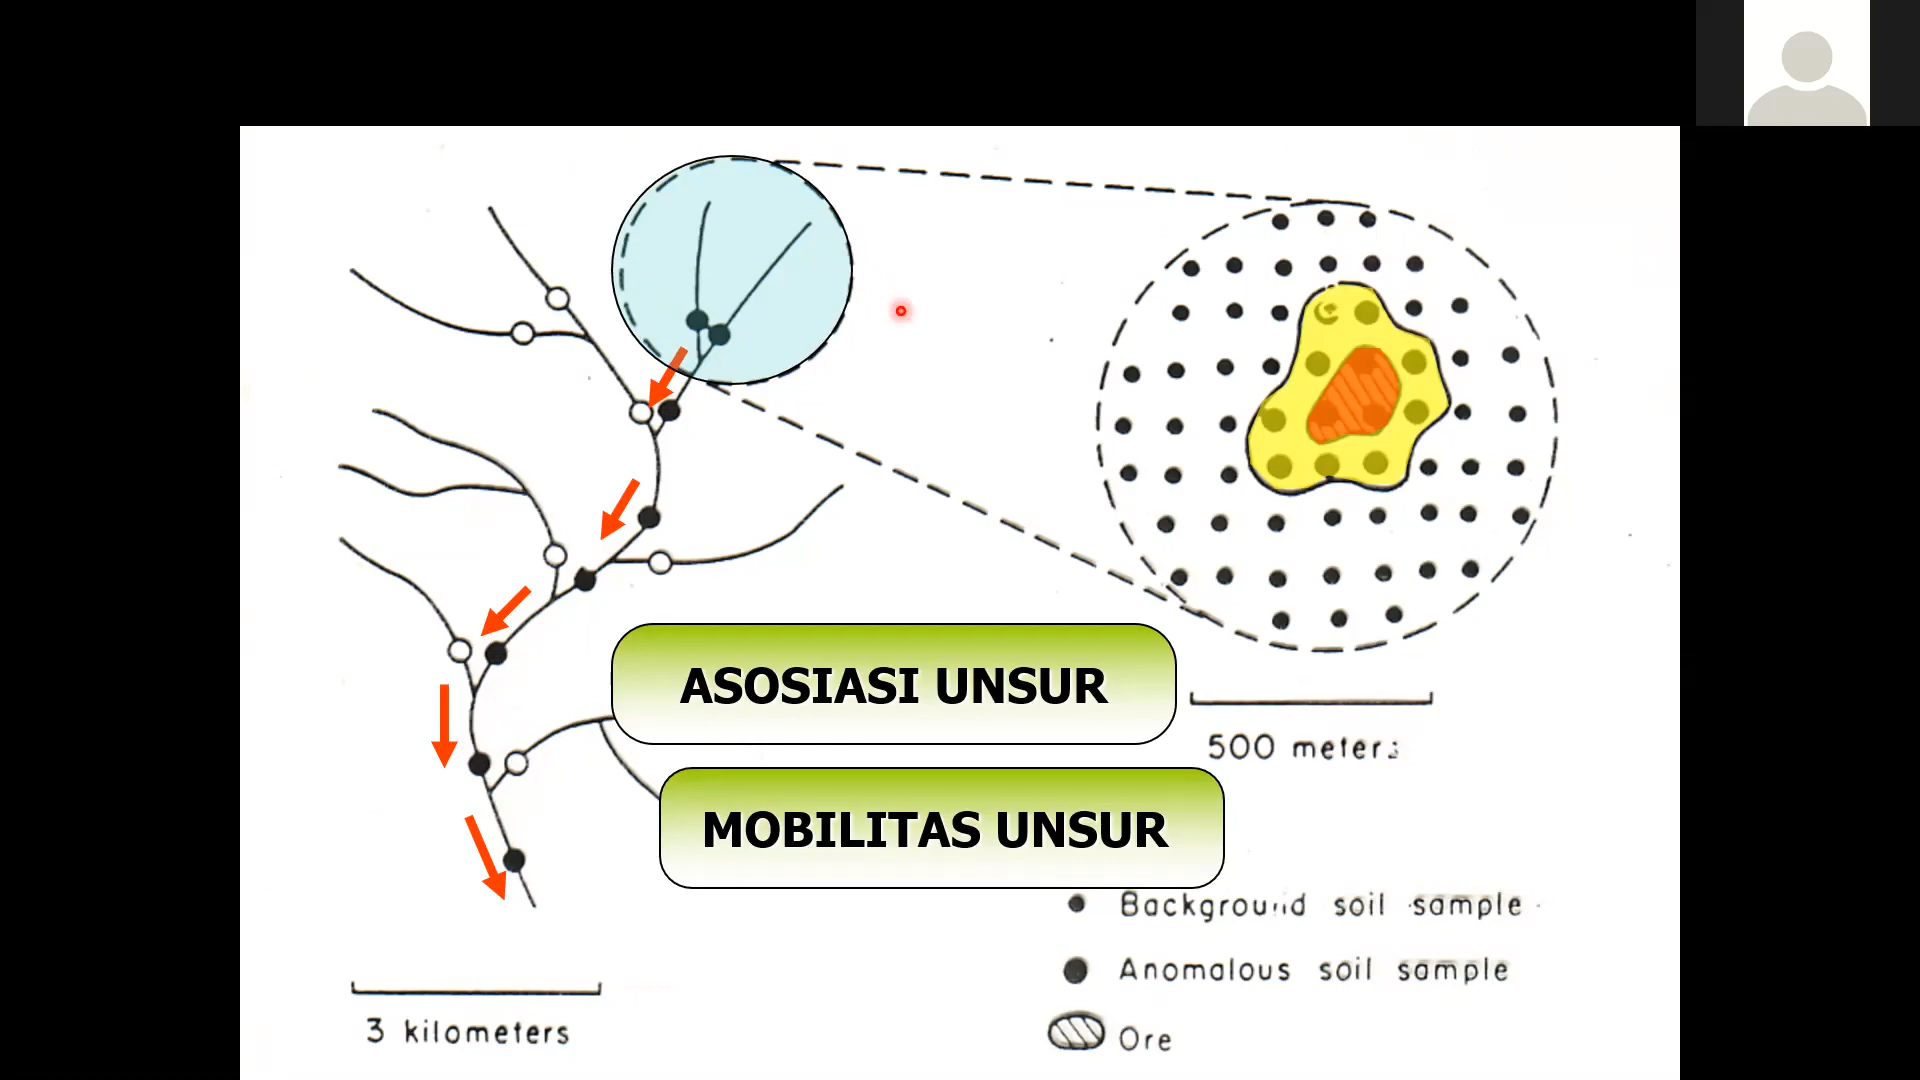 ASOSIASI UNSUR
MOBILITAS UNSUR
500 meters
Background soil sample
Anomalous soil sample
Ore
3 kilometers